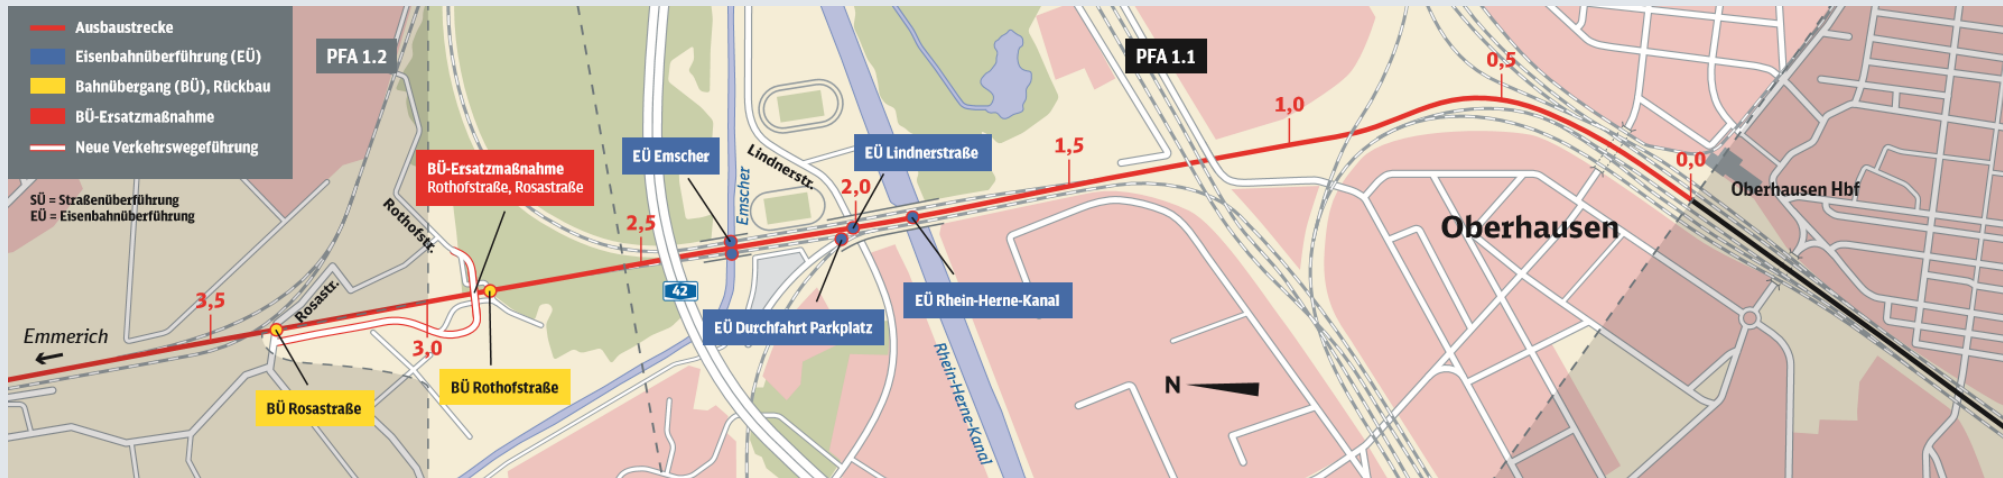 Ausbaustrecke
Eisenbahnüberführung (EÜ)
Bahnübergang (BÜ), Rückbau
BÜ-Ersatzmaßnahme
Neue Verkehrswegeführung
SÜ = Straßenüberführung
EÜ = Eisenbahnüberführung
PFA 1.2
PFA 1.1
BÜ-Ersatzmaßnahme
Rothofstraße, Rosastraße
EÜ Emscher
Emscher
Lindnerstr.
EÜ Lindnerstraße
Rothofstr.
Rosastr.
3,5
3,0
2,5
2,0
1,5
1,0
0,5
0,0
Oberhausen Hbf
Oberhausen
Emmerich
42
EÜ Durchfahrt Parkplatz
EÜ Rhein-Herne-Kanal
Rhein-Herne-Kanal
BÜ Rothofstraße
BÜ Rosastraße
N